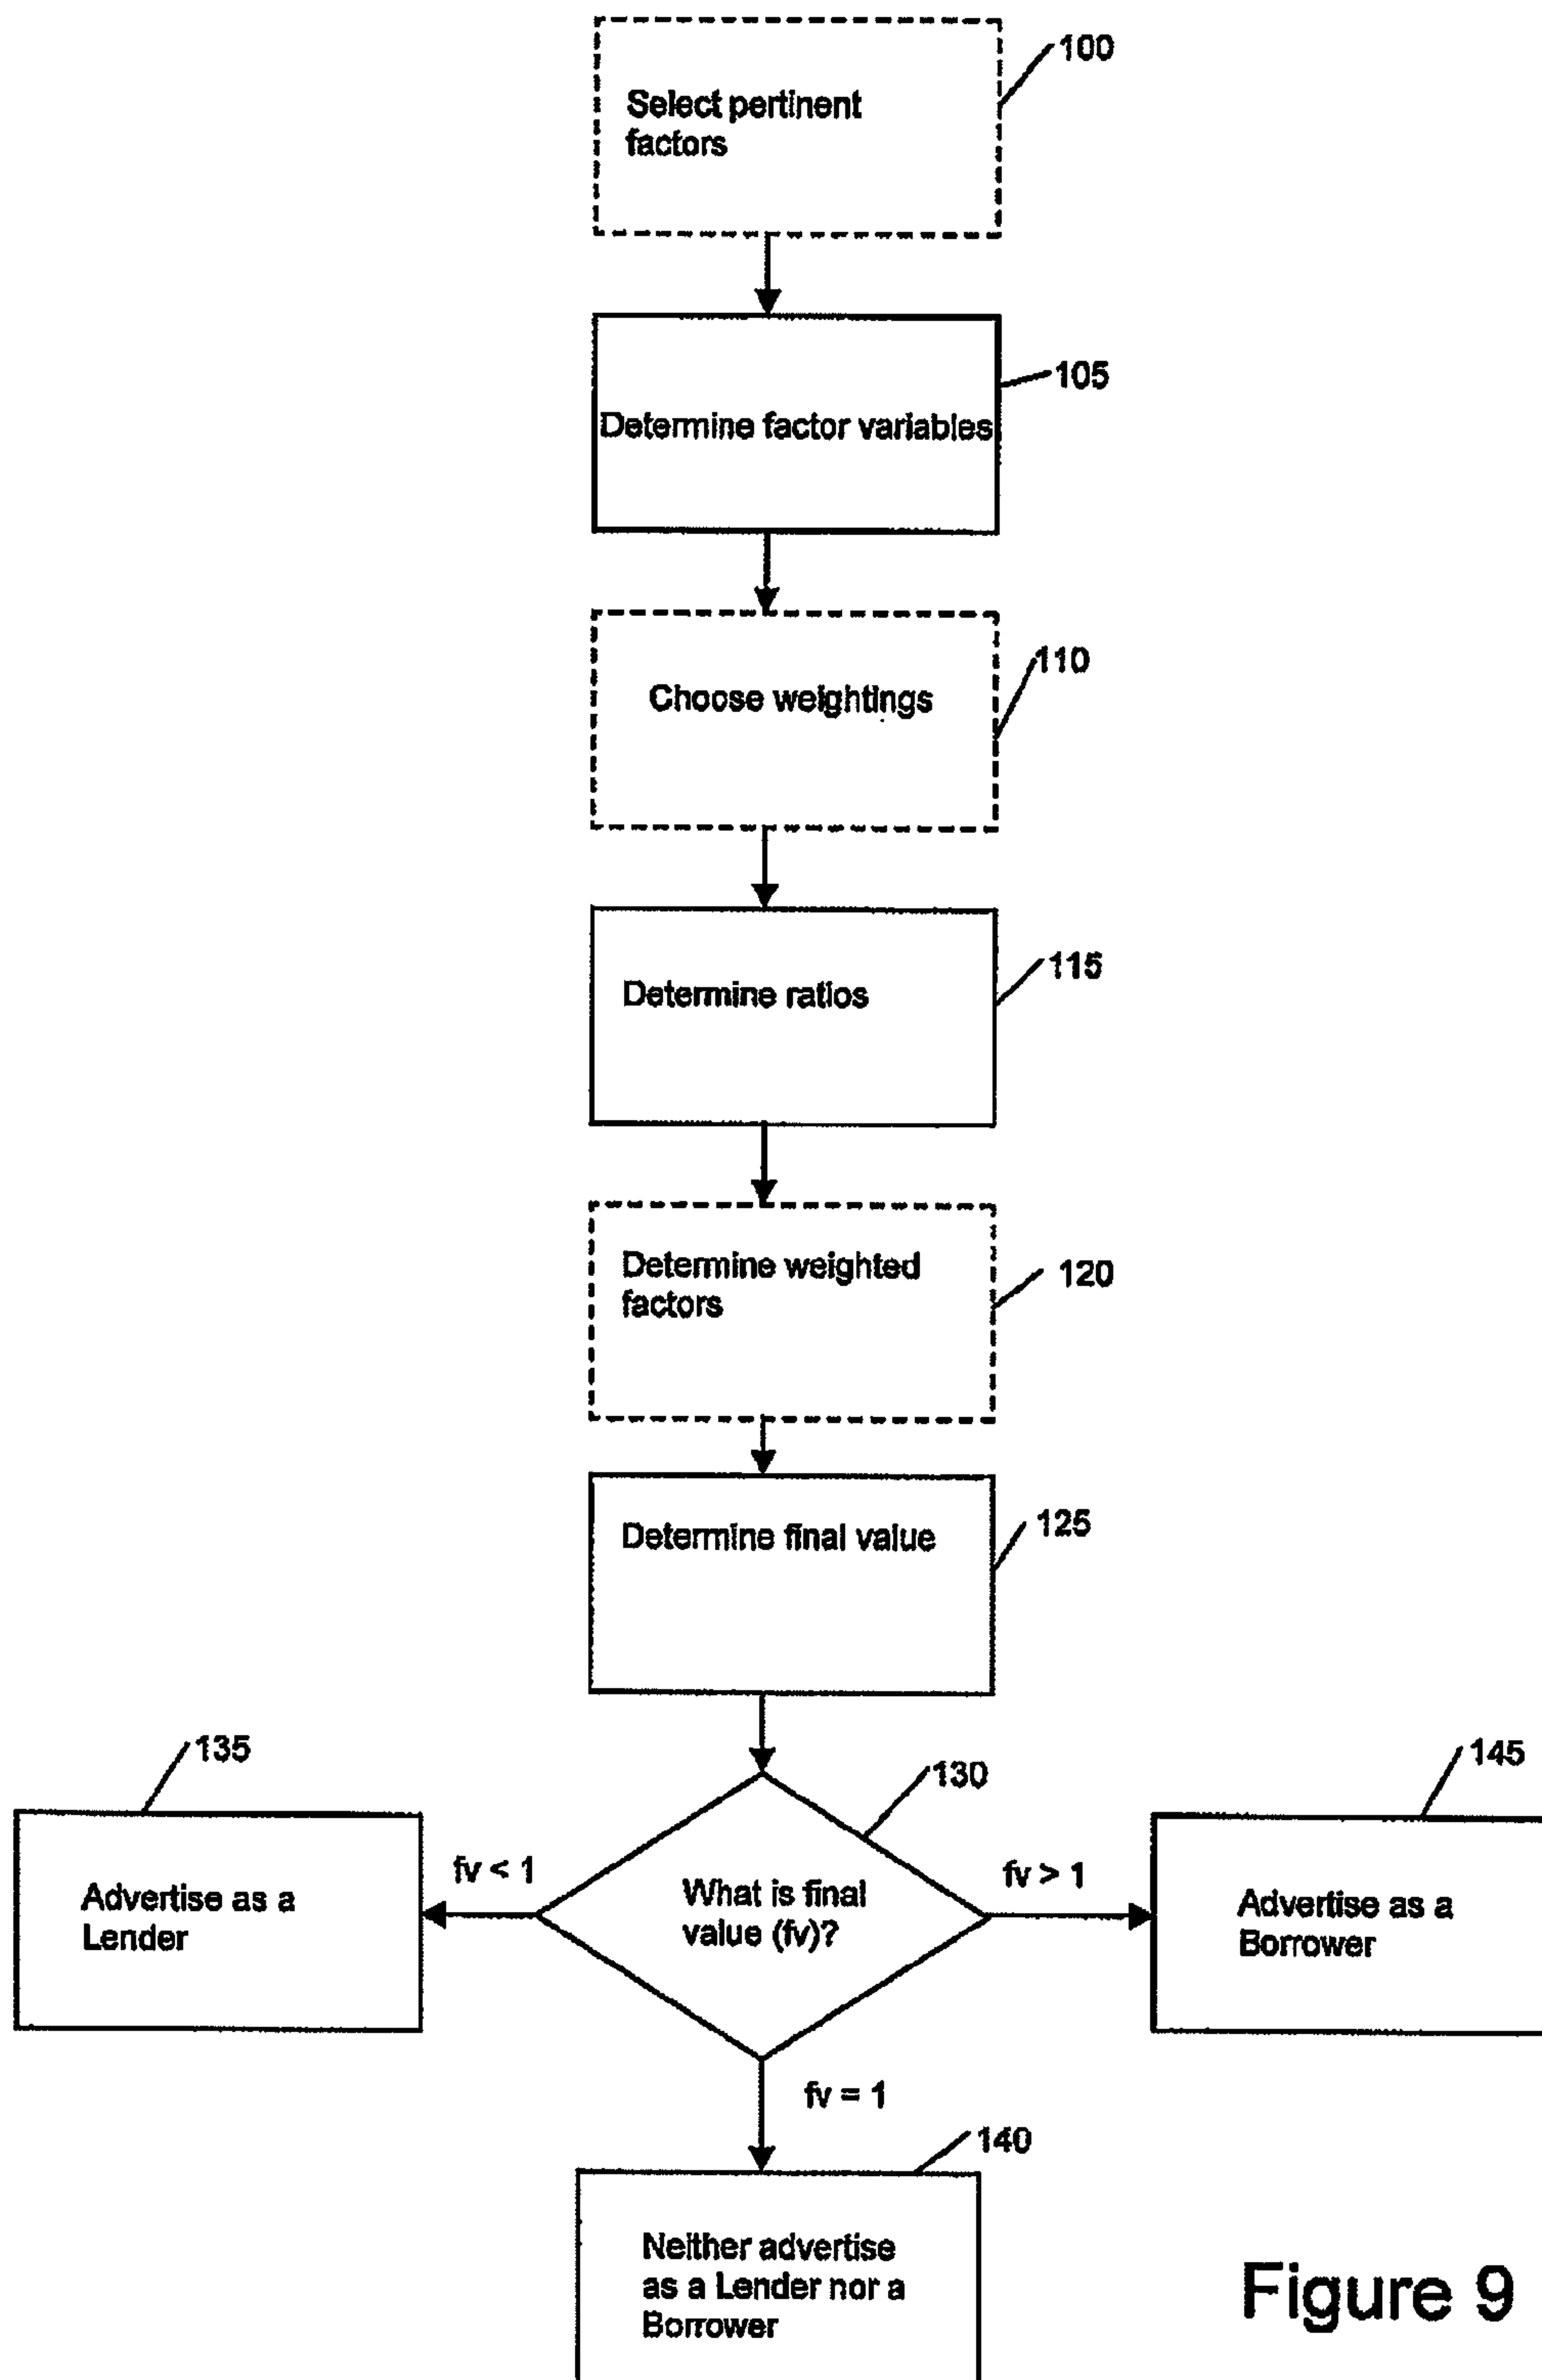 100
Select pertinent
factors
105
Determine factor variables
110
Choose weightings
115
Determine ratios
120
Determine weighted
factors
125
Determine final value
130
What is final
value (fv)?
135
fv < 1
Advertise as a
Lender
145
fv > 1
Advertise as a
Borrower
fv = 1
140
Neither advertise
as a Lender nor a
Borrower
Figure 9